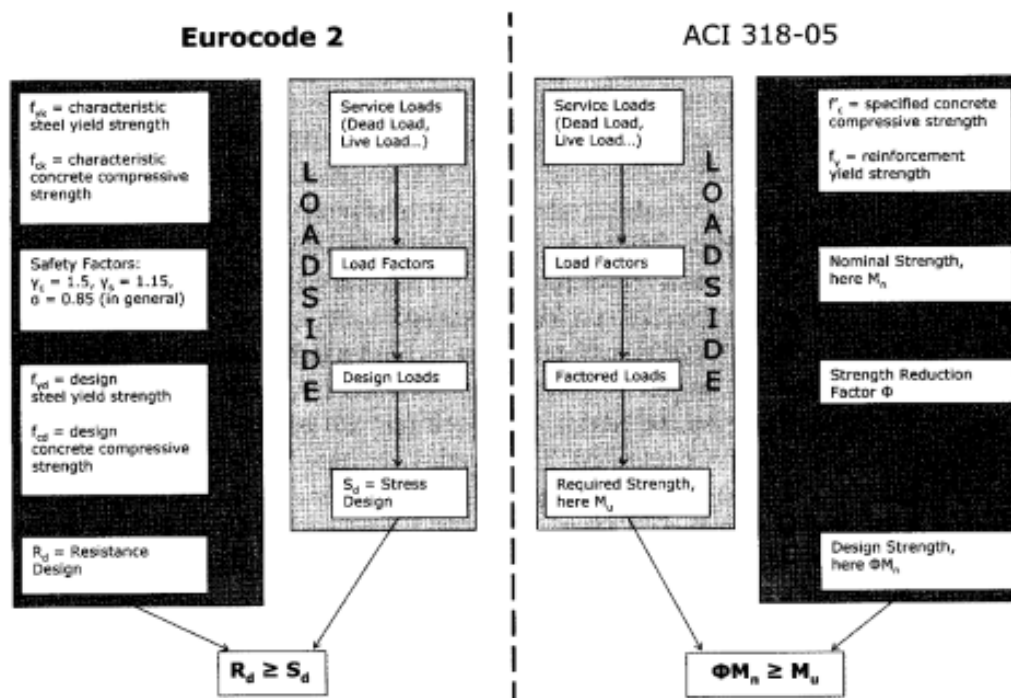 Eurocode 2
f_yk = characteristic
steel yield strength
f_ck = characteristic
concrete compressive
strength
Safety Factors:
γ_c = 1.5, γ_s = 1.15,
α = 0.85 (in general)
f_yd = design
steel yield strength
f_cd = design
concrete compressive
strength
R_d = Resistance
Design
LOADSIDE
Service Loads
(Dead Load,
Live Load...)
Load Factors
Design Loads
S_d = Stress
Design
R_d ≥ S_d
ACI 318-05
Service Loads
(Dead Load,
Live Load...)
Load Factors
Factored Loads
Required Strength,
here M_u
LOADSIDE
f'_c = specified concrete
compressive strength
f_y = reinforcement
yield strength
Nominal Strength,
here M_n
Strength Reduction
Factor Φ
Design Strength,
here ΦM_n
ΦM_n ≥ M_u